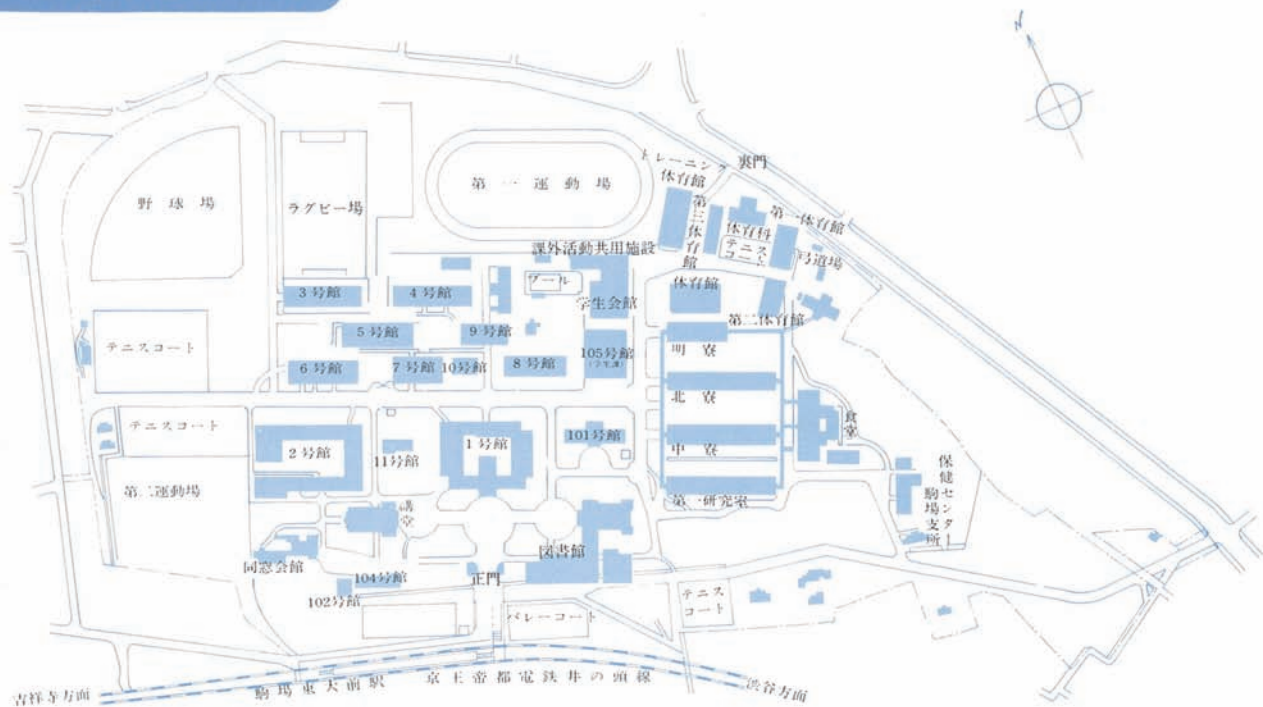 N
トレーニング
体育館
裏門
第一運動場
野球場
ラグビー場
第三体育館
体育科
テニス
コート
第一体育館
弓道場
課外活動共用施設
プール
体育館
3号館
4号館
学生会館
第二体育館
5号館
9号館
テニスコート
明寮
105号館
6号館
7号館
10号館
8号館
北寮
食堂
テニスコート
101号館
1号館
2号館
11号館
中寮
保健センター
駒場支所
第二運動場
第一研究室
講堂
図書館
同窓会館
104号館
正門
102号館
テニス
コート
バレーコート
吉祥寺方面
駒場東大前駅
京王帝都電鉄井の頭線
渋谷方面